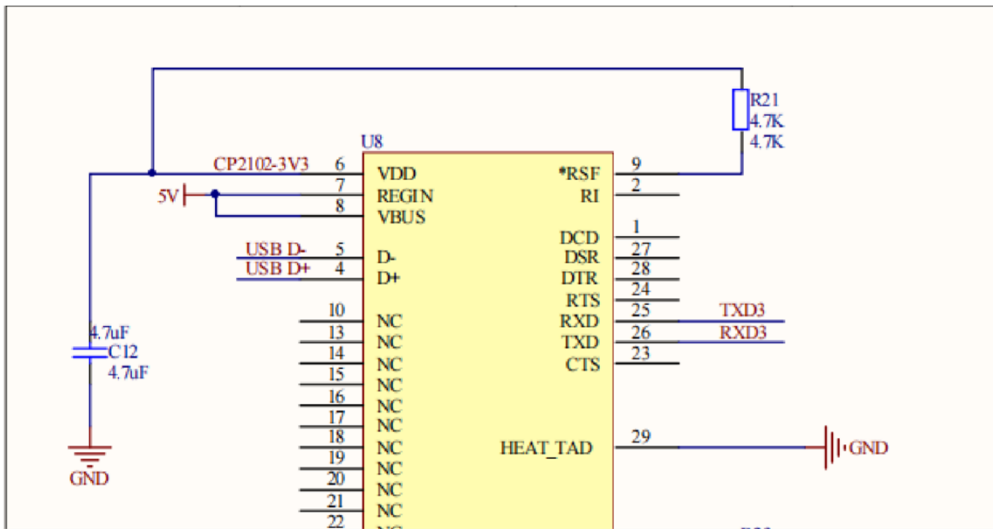 R21
4.7K
4.7K
U8
CP2102-3V3
6
VDD
*RSF
9
5V
7
REGIN
RI
2
8
VBUS
DCD
1
USB D-
5
D-
DSR
27
USB D+
4
D+
DTR
28
RTS
24
10
NC
RXD
25
TXD3
13
NC
TXD
26
RXD3
14
NC
CTS
23
15
NC
16
NC
17
NC
18
NC
HEAT_TAD
29
GND
19
NC
20
NC
21
NC
22
4.7uF
C12
4.7uF
GND